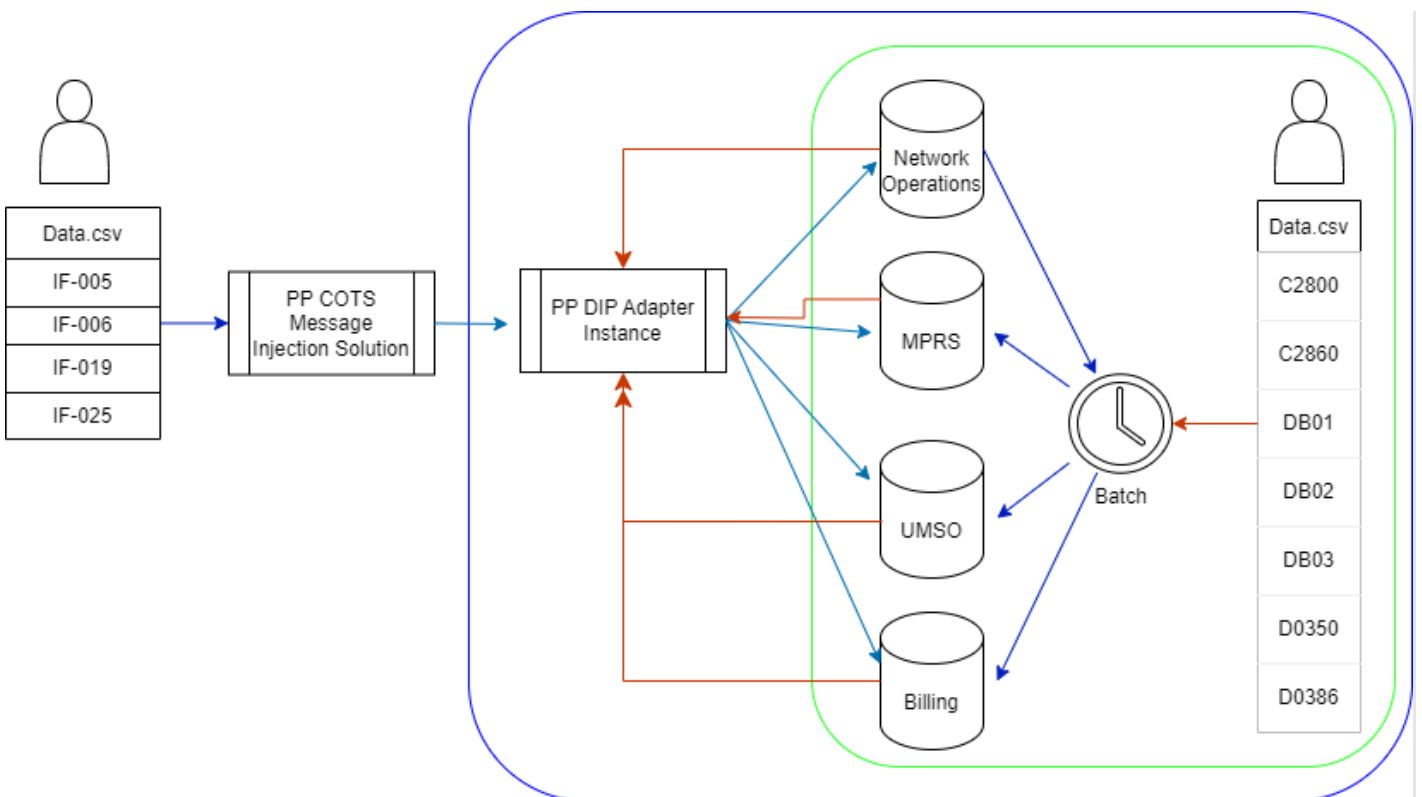 Data.csv
IF-005
IF-006
IF-019
IF-025
PP COTS
Message
Injection Solution
PP DIP Adapter
Instance
Network
Operations
MPRS
UMSO
Billing
Batch
Data.csv
C2800
C2860
DB01
DB02
DB03
D0350
D0386